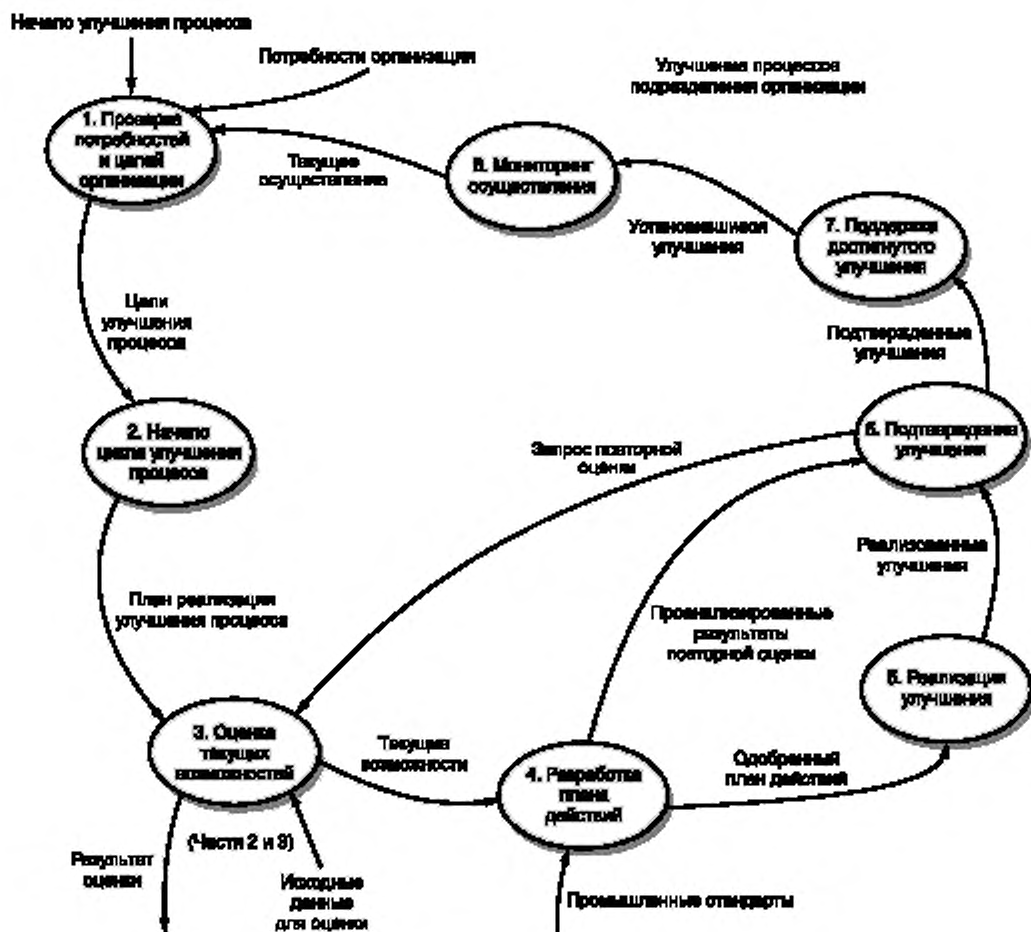 Начало улучшения процесса
Потребности организации
Улучшения процессов
подразделения организации
1. Проверка
потребностей
и целей
организации
Текущее
осуществление
8. Мониторинг
осуществления
Установившиеся
улучшения
7. Поддержка
достигнутого
улучшения
Цели
улучшения
процесса
Подтвержденные
улучшения
2. Начало
цикла улучшения
процесса
Запрос повторной
оценки
6. Подтверждение
улучшения
Реализованные
улучшения
План реализации
улучшения процесса
Проанализированные
результаты
повторной оценки
5. Реализация
улучшения
3. Оценка
текущих
возможностей
Текущие
возможности
4. Разработка
плана
действий
Одобренный
план действий
(Части 2 и 3)
Результат
оценки
Исходные
данные
для оценки
Промышленные стандарты